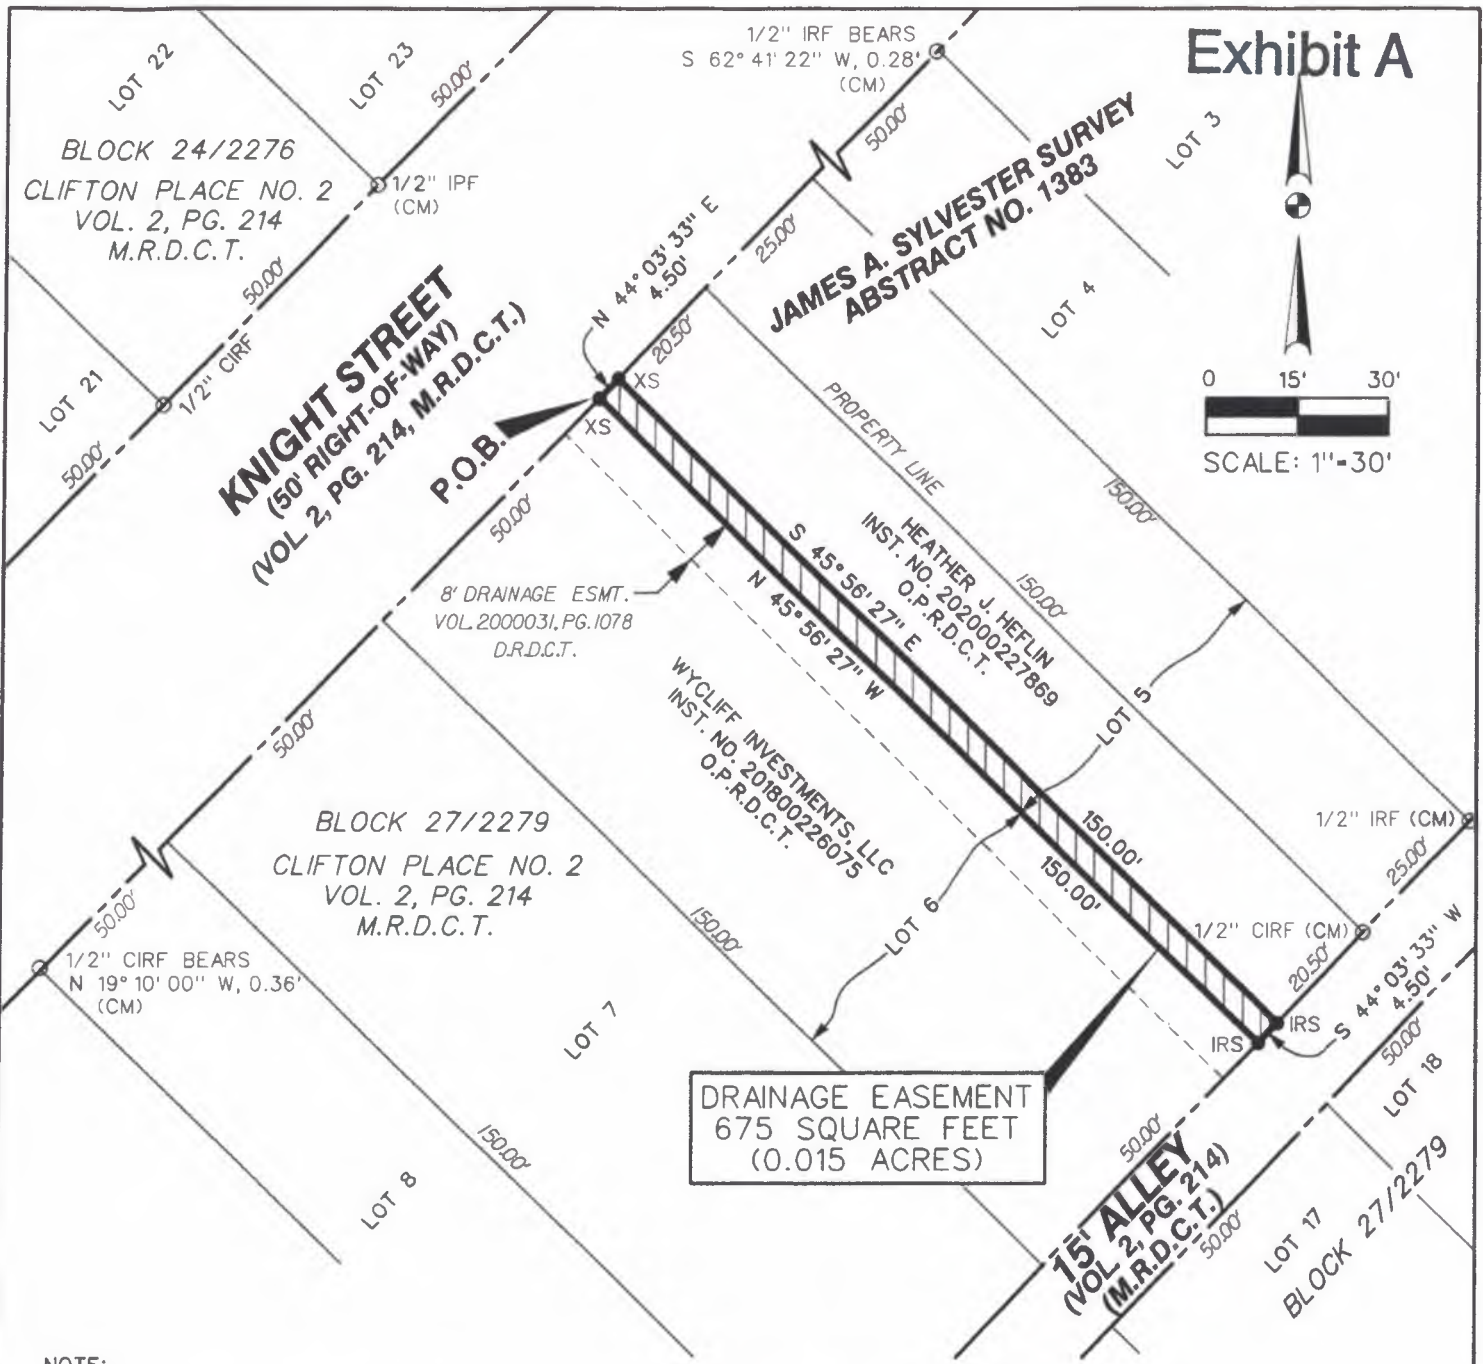 Exhibit A
1/2" IRF BEARS
S 62° 41' 22" W, 0.28'
(CM)
LOT 22
LOT 23
50.00'
BLOCK 24/2276
CLIFTON PLACE NO. 2
VOL. 2, PG. 214
M.R.D.C.T.
1/2" IPF
(CM)
50.00'
LOT 21
1/2" CIRF
50.00'
KNIGHT STREET
(50' RIGHT-OF-WAY)
(VOL. 2, PG. 214, M.R.D.C.T.)
50.00'
JAMES A. SYLVESTER SURVEY
ABSTRACT NO. 1383
LOT 3
LOT 4
25.00'
N 44° 03' 33" E
4.50'
20.50'
XS
XS
P.O.B.
0 15' 30'
SCALE: 1"=30'
PROPERTY LINE
150.00'
HEATHER J. HEFLIN
INST. NO. 202000227869
O.P.R.D.C.T.
150.00'
S 45° 56' 27" E
N 45° 56' 27" W
50.00'
8' DRAINAGE ESMT.
VOL.2000031, PG.1078
D.R.D.C.T.
WYCLIFF INVESTMENTS, LLC
INST. NO. 201800226075
O.P.R.D.C.T.
LOT 5
50.00'
BLOCK 27/2279
CLIFTON PLACE NO. 2
VOL. 2, PG. 214
M.R.D.C.T.
150.00'
150.00'
1/2" IRF (CM)
25.00'
50.00'
LOT 6
150.00'
1/2" CIRF (CM)
20.50'
S 44° 03' 33" W
4.50'
1/2" CIRF BEARS
N 19° 10' 00" W, 0.36'
(CM)
LOT 7
IRS
IRS
50.00'
LOT 18
DRAINAGE EASEMENT
675 SQUARE FEET
(0.015 ACRES)
150.00'
LOT 8
50.00'
15' ALLEY
(VOL. 2, PG. 214)
(M.R.D.C.T.)
50.00'
LOT 17
BLOCK 27/2279
NOTE: